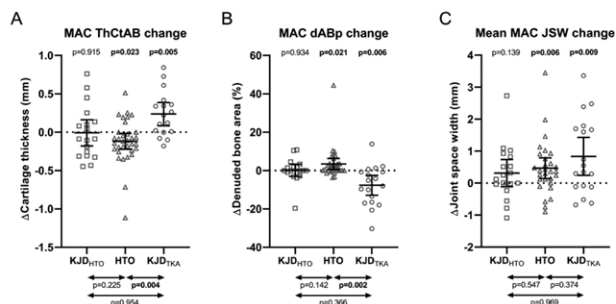 A
MAC ThCtAB change
p=0.915 p=0.023 p=0.005
ΔCartilage thickness (mm)
1.0
0.5
0.0
-0.5
-1.0
-1.5
KJDHTO HTO KJDTKA
p=0.225 p=0.004
p=0.954
B
MAC dABp change
p=0.934 p=0.021 p=0.006
ΔDenuded bone area (%)
60
40
20
0
-20
-40
KJDHTO HTO KJDTKA
p=0.142 p=0.002
p=0.366
C
Mean MAC JSW change
p=0.139 p=0.006 p=0.009
ΔJoint space width (mm)
4
3
2
1
0
-1
-2
KJDHTO HTO KJDTKA
p=0.547 p=0.374
p=0.969